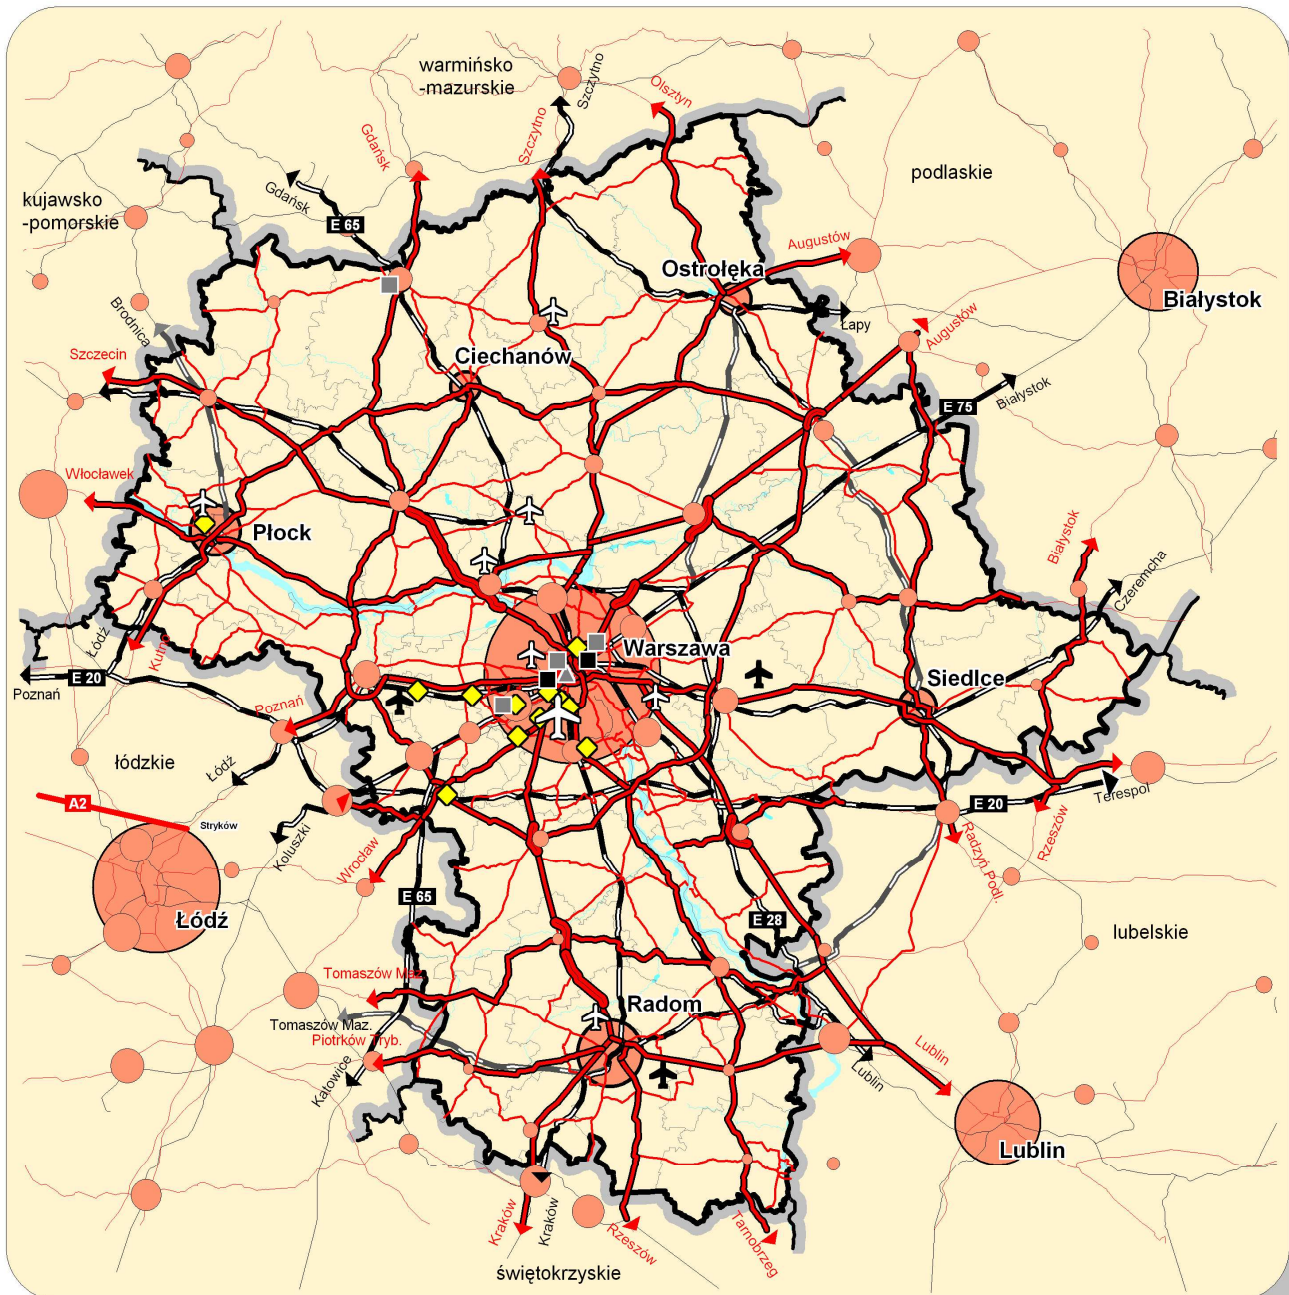 warmińsko
-mazurskie
Szczytno
Olsztyn
Szczytno
Gdańsk
podlaskie
kujawsko
-pomorskie
Gdańsk
E 65
Augustów
Ostrołęka
Białystok
Brodnica
Łapy
Augustów
Szczecin
Ciechanów
Białystok
E 75
Włocławek
Płock
Białystok
Czeremcha
Łódź
Kutno
Warszawa
E 20
Poznań
Siedlce
Poznań
łódzkie
Łódź
Terespol
A2
E 20
Stryków
Koluszki
Wrocław
Radzyń Podl.
Rzeszów
E 65
Łódź
E 28
lubelskie
Tomaszów Maz.
Radom
Tomaszów Maz.
Piotrków Tryb.
Katowice
Lublin
Lublin
Lublin
Kraków
Kraków
Rzeszów
Tarnobrzeg
świętokrzyskie